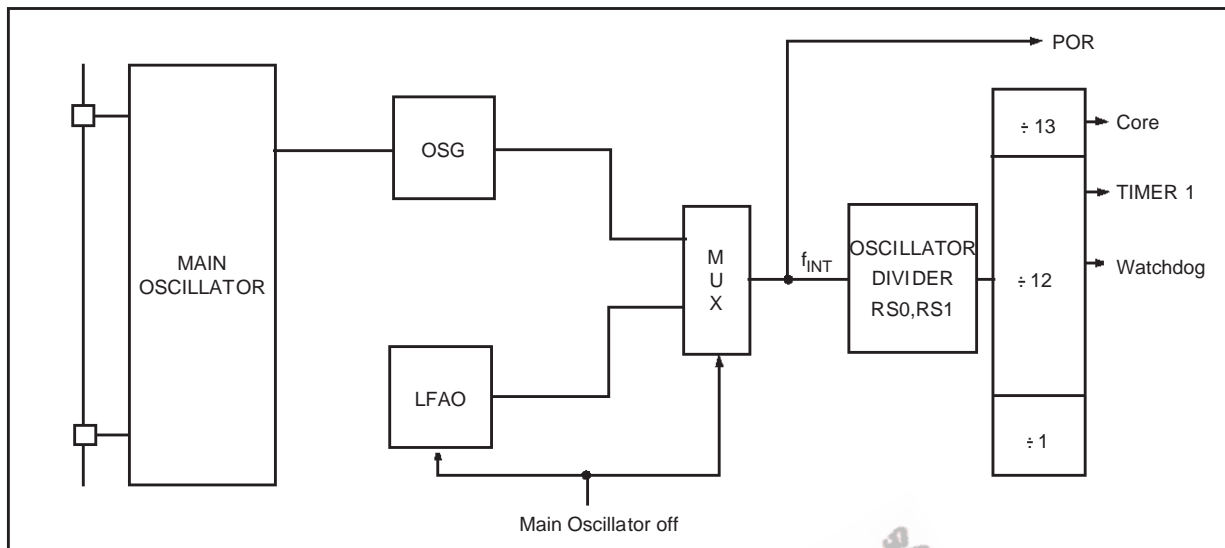 POR
MAIN
OSCILLATOR
OSG
LFAO
Main Oscillator off
M
U
X
fINT
OSCILLATOR
DIVIDER
RS0,RS1
÷ 13
÷ 12
÷ 1
Core
TIMER 1
Watchdog